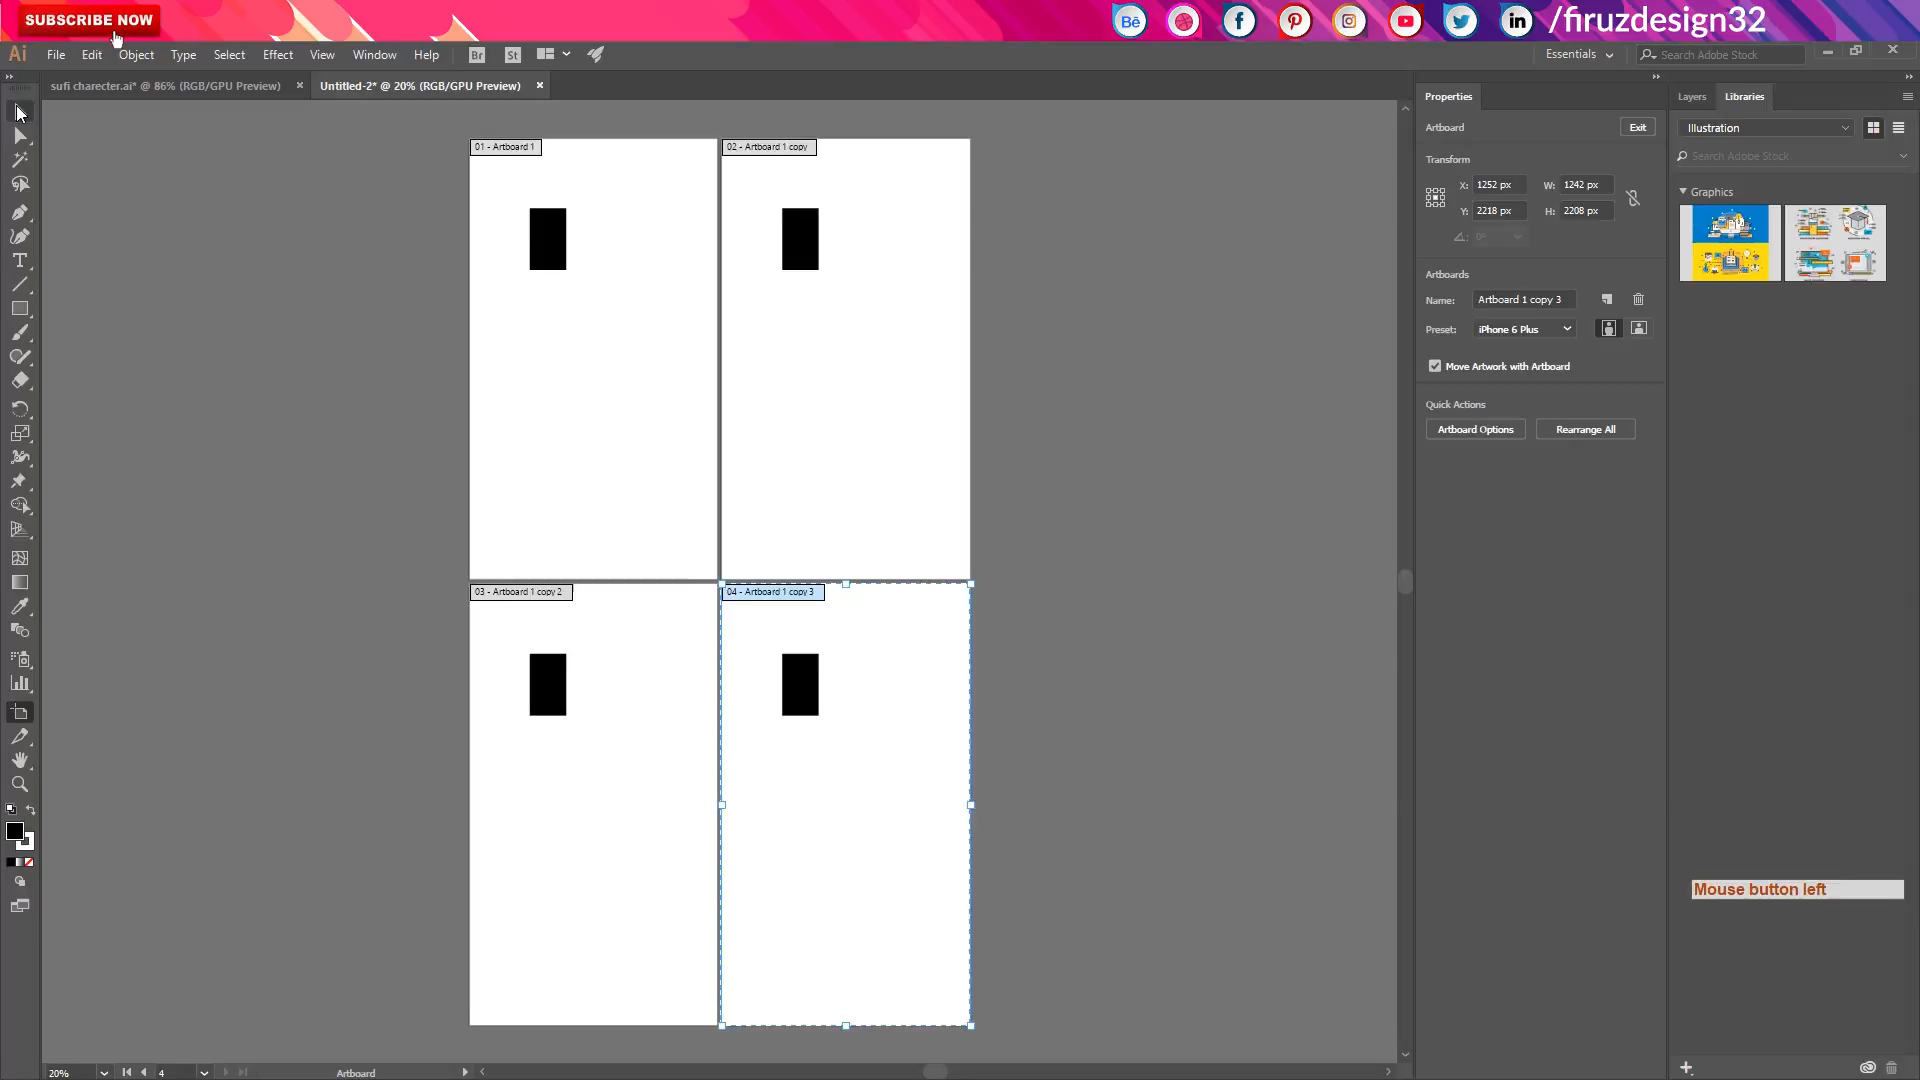 SUBSCRIBE NOW
/firuzdesign32
Ai File Edit Object Type Select Effect View Window Help Br St Essentials Search Adobe Stock
sufi charecter.ai* @ 86% (RGB/GPU Preview) Untitled-2* @ 20% (RGB/GPU Preview)
Properties
Layers Libraries
Artboard Exit
Illustration
Search Adobe Stock
Transform
X: 1252 px W: 1242 px
Y: 2218 px H: 2208 px
0°
Graphics
Artboards
Name: Artboard 1 copy 3
Preset: iPhone 6 Plus
Move Artwork with Artboard
Quick Actions
Artboard Options Rearrange All
01 - Artboard 1
02 - Artboard 1 copy
03 - Artboard 1 copy 2
04 - Artboard 1 copy 3
Mouse button left
20% 4 Artboard